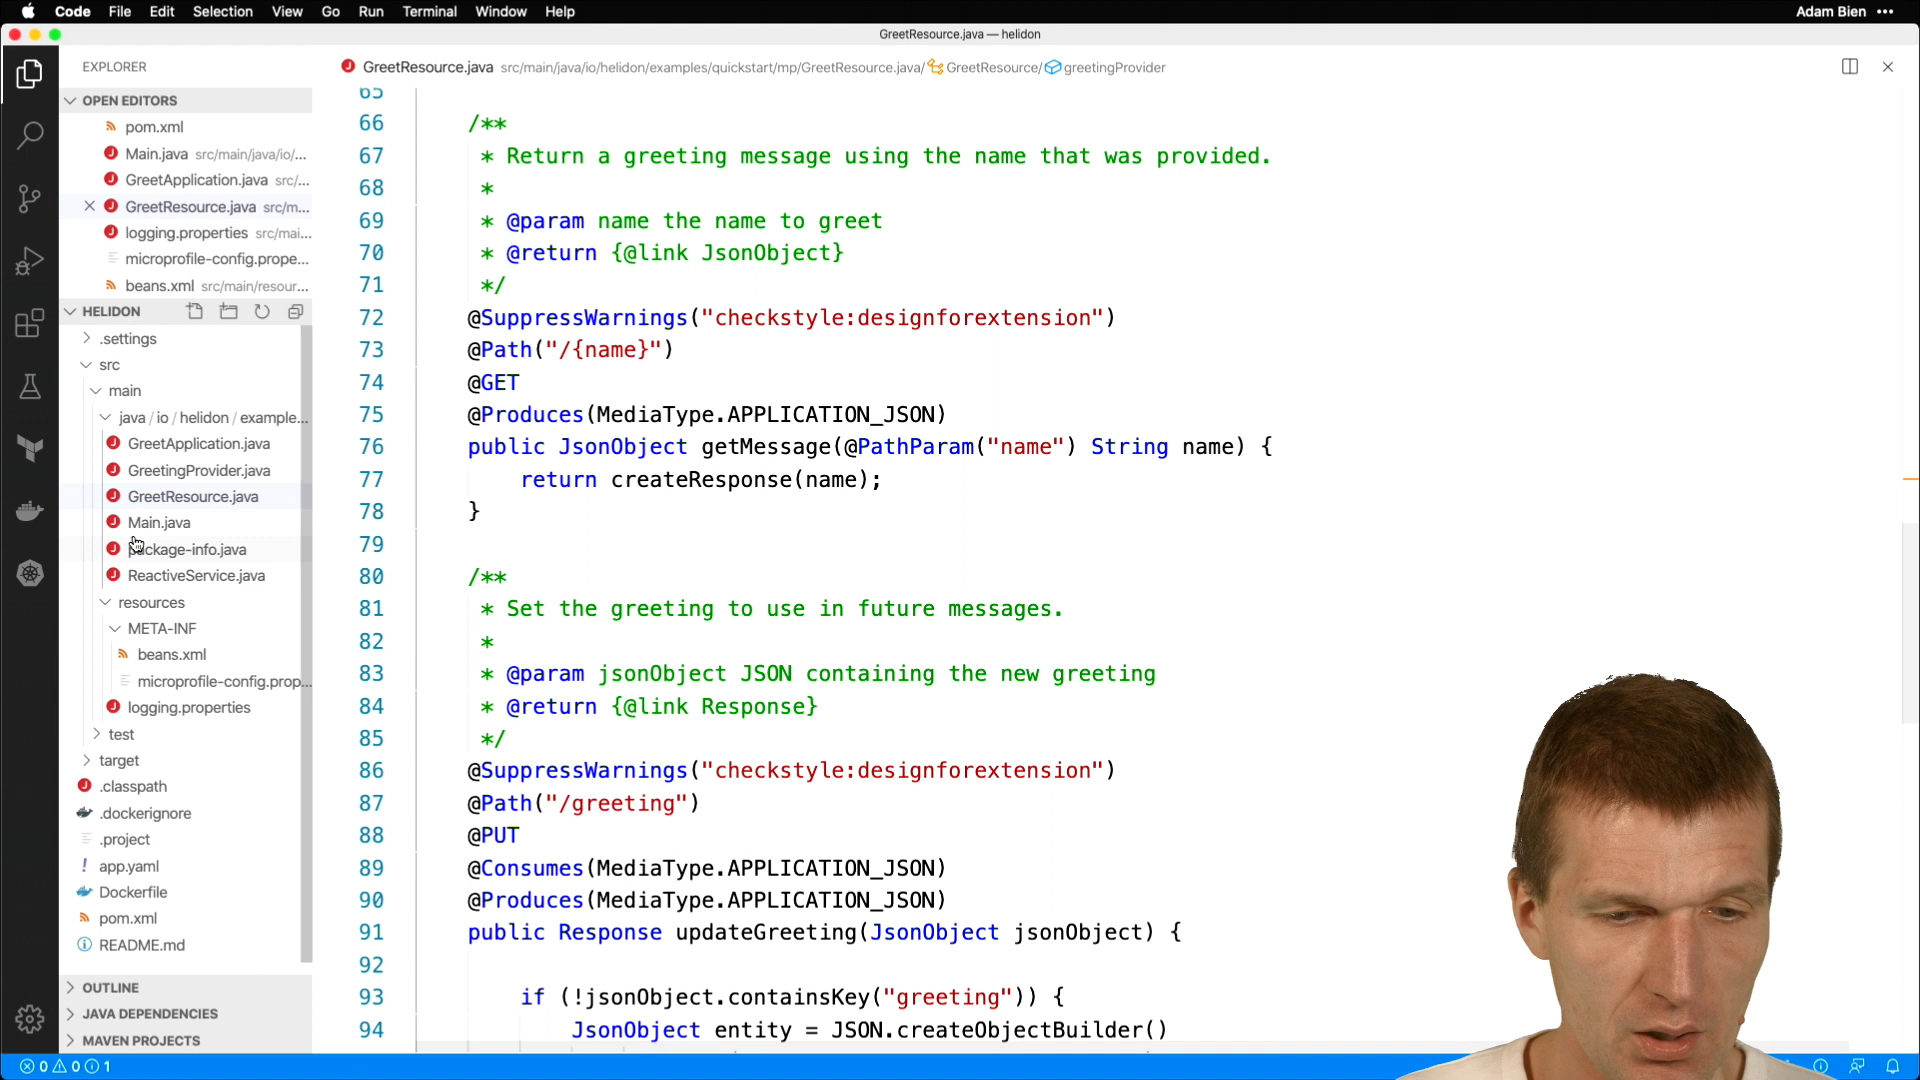 Code File Edit Selection View Go Run Terminal Window Help Adam Bien •••
GreetResource.java — helidon
EXPLORER
GreetResource.java src/main/java/io/helidon/examples/quickstart/mp/GreetResource.java/ GreetResource/ greetingProvider
OPEN EDITORS
pom.xml
Main.java src/main/java/io/...
GreetApplication.java src/...
GreetResource.java src/m...
logging.properties src/mai...
microprofile-config.prope...
beans.xml src/main/resour...
HELIDON
.settings
src
main
java / io / helidon / example...
GreetApplication.java
GreetingProvider.java
GreetResource.java
Main.java
package-info.java
ReactiveService.java
resources
META-INF
beans.xml
microprofile-config.prop...
logging.properties
test
target
.classpath
.dockerignore
.project
app.yaml
Dockerfile
pom.xml
README.md
OUTLINE
JAVA DEPENDENCIES
MAVEN PROJECTS
65
66 /**
67 * Return a greeting message using the name that was provided.
68 *
69 * @param name the name to greet
70 * @return {@link JsonObject}
71 */
72 @SuppressWarnings("checkstyle:designforextension")
73 @Path("/{name}")
74 @GET
75 @Produces(MediaType.APPLICATION_JSON)
76 public JsonObject getMessage(@PathParam("name") String name) {
77 return createResponse(name);
78 }
79
80 /**
81 * Set the greeting to use in future messages.
82 *
83 * @param jsonObject JSON containing the new greeting
84 * @return {@link Response}
85 */
86 @SuppressWarnings("checkstyle:designforextension")
87 @Path("/greeting")
88 @PUT
89 @Consumes(MediaType.APPLICATION_JSON)
90 @Produces(MediaType.APPLICATION_JSON)
91 public Response updateGreeting(JsonObject jsonObject) {
92
93 if (!jsonObject.containsKey("greeting")) {
94 JsonObject entity = JSON.createObjectBuilder()
0 0 1